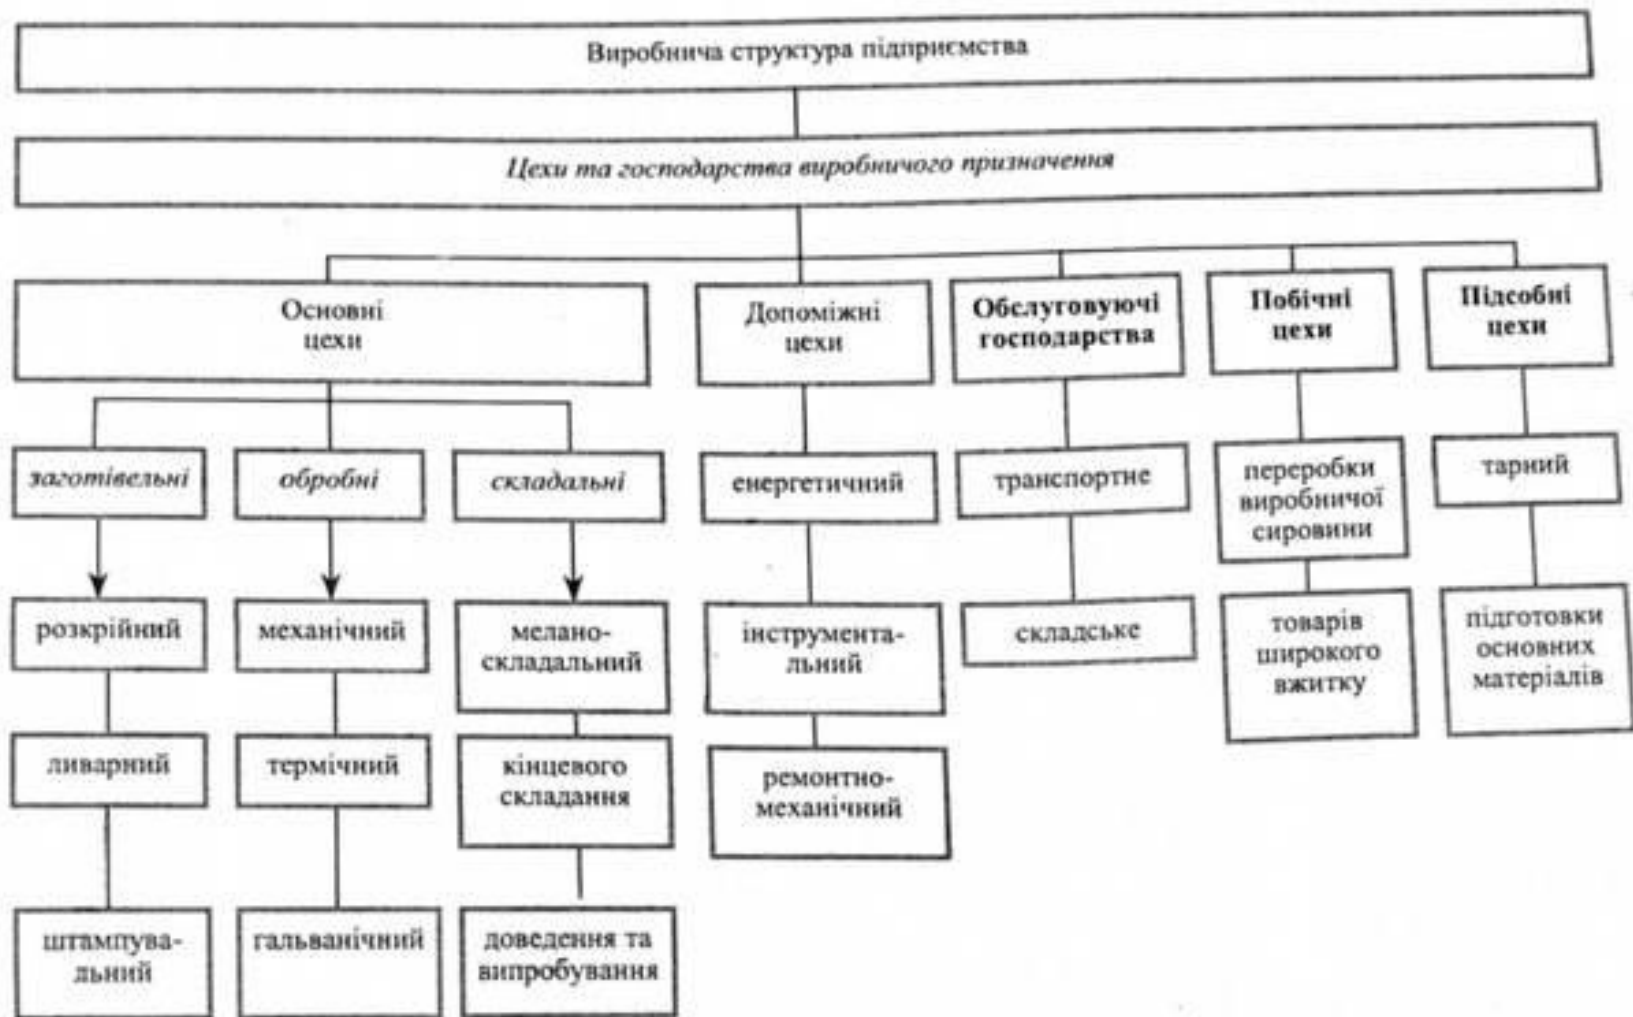 Виробнича структура підприємства
Цехи та господарства виробничого призначення
Основні
цехи
Допоміжні
цехи
Обслуговуючі
господарства
Побічні
цехи
Підсобні
цехи
заготівельні
обробні
складальні
енергетичний
транспортне
переробки
виробничої
сировини
тарний
розкрійний
механічний
мелано-
складальний
інструмента-
льний
складське
товарів
широкого
вжитку
підготовки
основних
матеріалів
ливарний
термічний
кінцевого
складання
ремонтно-
механічний
штампува-
льний
гальванічний
доведення та
випробування